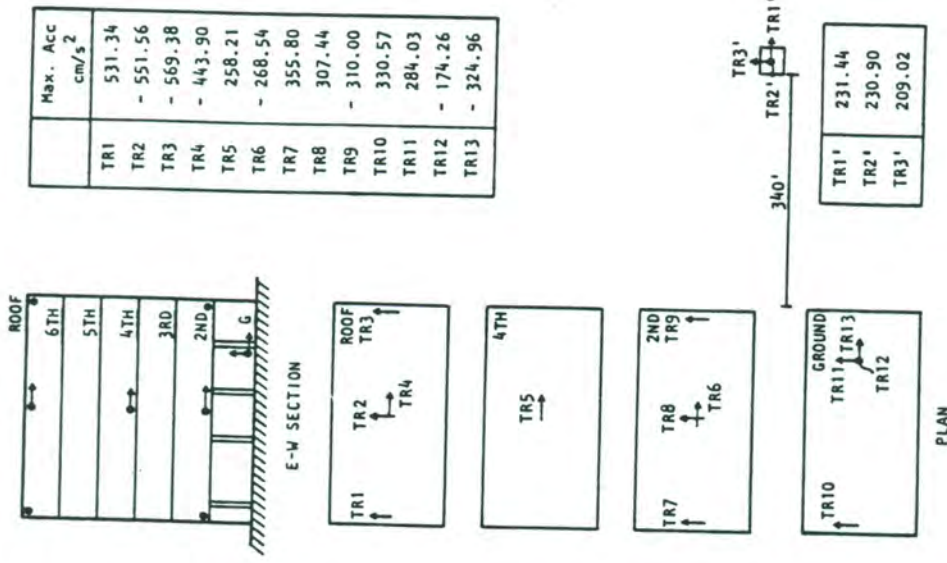 ROOF
6TH
5TH
4TH
3RD
2ND
G
E-W SECTION
ROOF
TR1
TR2
TR3
TR4
4TH
TR5
2ND
TR7
TR8
TR9
TR6
GROUND
TR10
TR11
TR13
TR12
PLAN
Max. Acc
cm/s²
TR1 531.34
TR2 - 551.56
TR3 - 569.38
TR4 - 443.90
TR5 258.21
TR6 - 268.54
TR7 355.80
TR8 307.44
TR9 - 310.00
TR10 330.57
TR11 284.03
TR12 - 174.26
TR13 - 324.96
340'
TR3'
TR2'
TR1'
TR1' 231.44
TR2' 230.90
TR3' 209.02